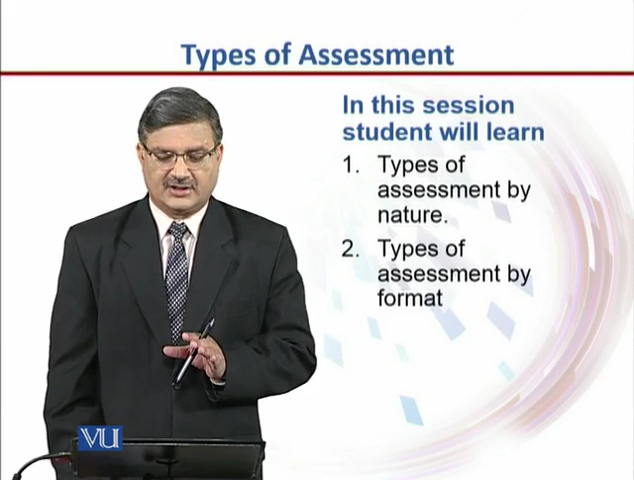 Types of Assessment
In this session
student will learn
1. Types of
assessment by
nature.
2. Types of
assessment by
format
VU